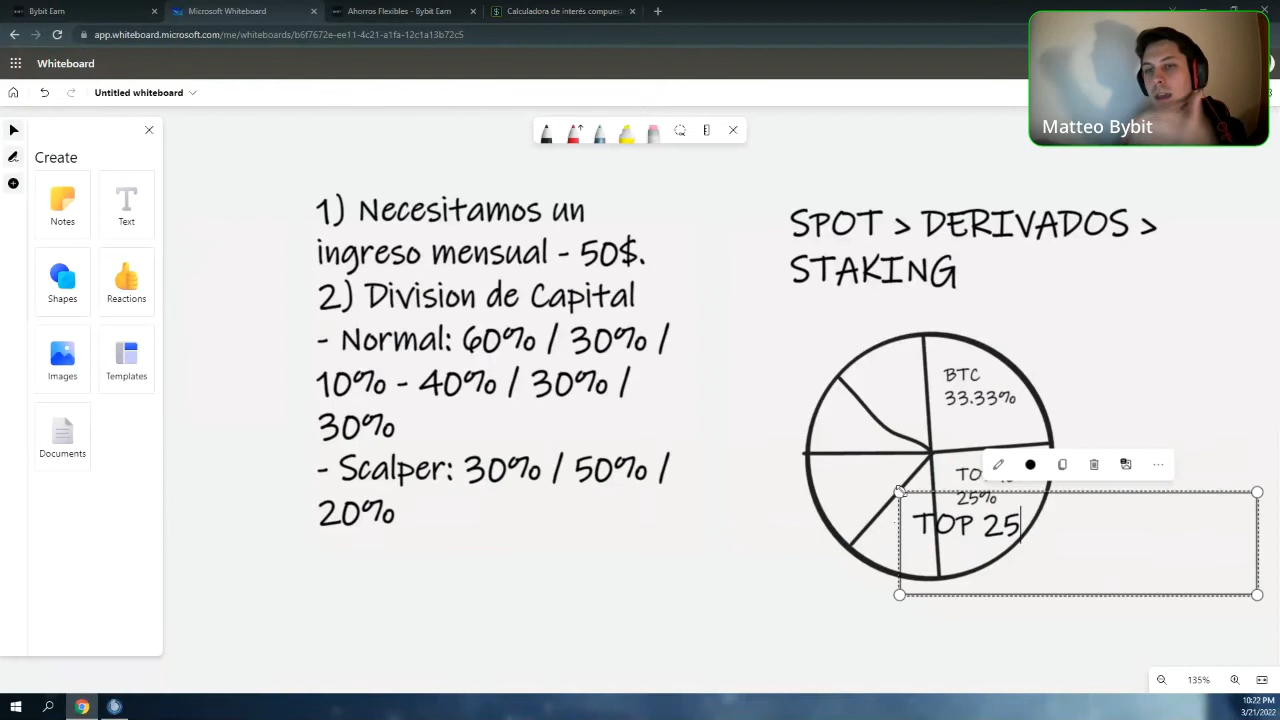 Bybit Earn
Microsoft Whiteboard
Ahorros Flexibles - Bybit Earn
Calculadora de interés compues
app.whiteboard.microsoft.com/me/whiteboards/b6f7672e-ee11-4c21-a1fa-12c1a13b72c5
Whiteboard
Untitled whiteboard
Matteo Bybit
Create
Notes
Text
Shapes
Reactions
Images
Templates
Documents
1) Necesitamos un
ingreso mensual - 50$.
2) Division de Capital
- Normal: 60% / 30% /
10% - 40% / 30% /
30%
- Scalper: 30% / 50% /
20%
SPOT > DERIVADOS >
STAKING
BTC
33.33%
25%
TOP 25
135%
10:22 PM
3/21/2022